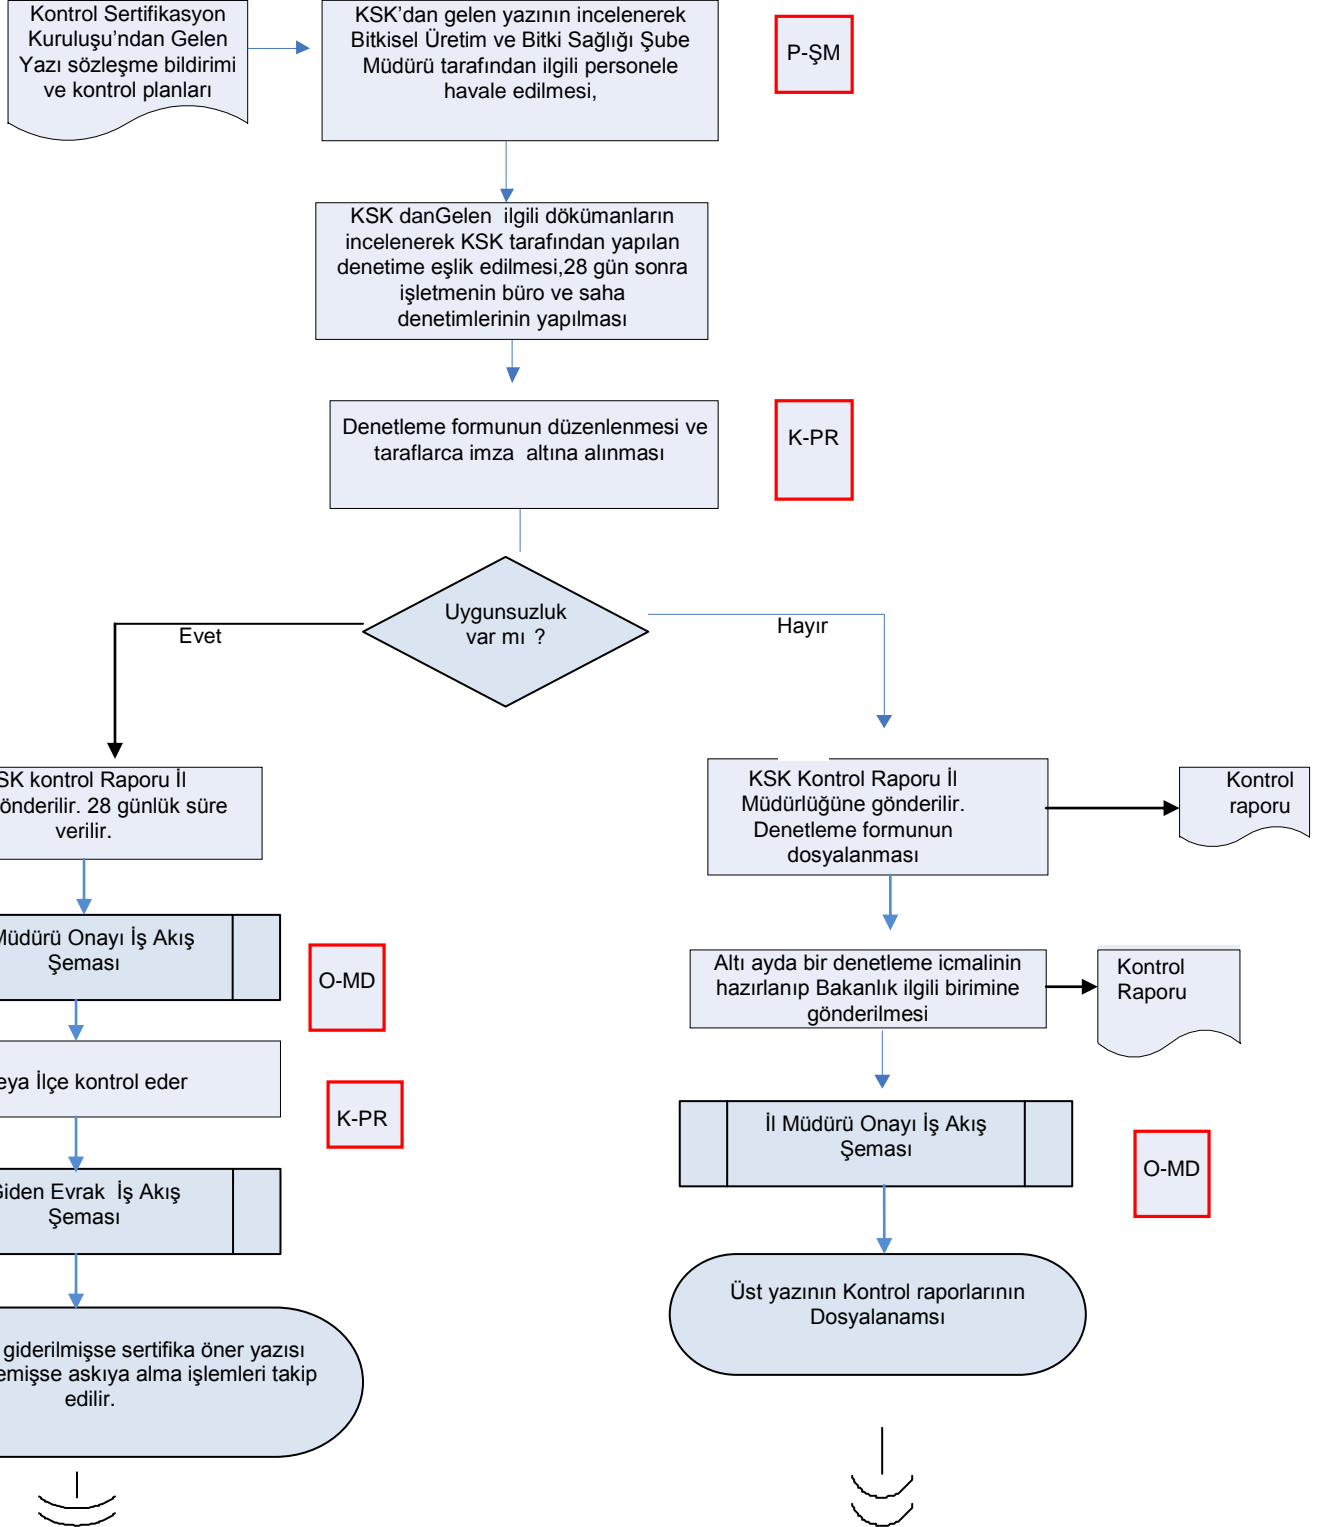 Kontrol Sertifikasyon
Kuruluşu’ndan Gelen
Yazı sözleşme bildirimi
ve kontrol planları
KSK’dan gelen yazının incelenerek
Bitkisel Üretim ve Bitki Sağlığı Şube
Müdürü tarafından ilgili personele
havale edilmesi,
P-ŞM
KSK danGelen ilgili dökümanların
incelenerek KSK tarafından yapılan
denetime eşlik edilmesi,28 gün sonra
işletmenin büro ve saha
denetimlerinin yapılması
Denetleme formunun düzenlenmesi ve
taraflarca imza altına alınması
K-PR
Uygunsuzluk
var mı ?
Evet
Hayır
SK kontrol Raporu İl
önderilir. 28 günlük süre
verilir.
Müdürü Onayı İş Akış
Şeması
O-MD
eya İlçe kontrol eder
K-PR
Giden Evrak İş Akış
Şeması
giderilmişse sertifika öner yazısı
emişse askıya alma işlemleri takip
edilir.
KSK Kontrol Raporu İl
Müdürlüğüne gönderilir.
Denetleme formunun
dosyalanması
Kontrol
raporu
Altı ayda bir denetleme icmalinin
hazırlanıp Bakanlık ilgili birimine
gönderilmesi
Kontrol
Raporu
İl Müdürü Onayı İş Akış
Şeması
O-MD
Üst yazının Kontrol raporlarının
Dosyalanamsı